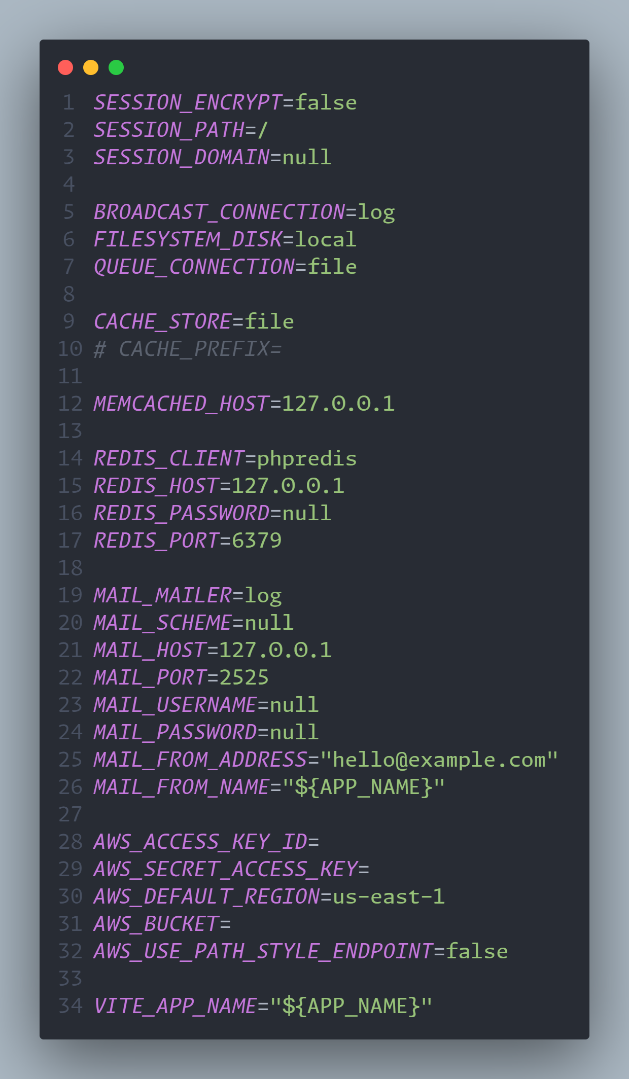 1 SESSION_ENCRYPT=false
2 SESSION_PATH=/
3 SESSION_DOMAIN=null
4
5 BROADCAST_CONNECTION=log
6 FILESYSTEM_DISK=local
7 QUEUE_CONNECTION=file
8
9 CACHE_STORE=file
10 # CACHE_PREFIX=
11
12 MEMCACHED_HOST=127.0.0.1
13
14 REDIS_CLIENT=phpredis
15 REDIS_HOST=127.0.0.1
16 REDIS_PASSWORD=null
17 REDIS_PORT=6379
18
19 MAIL_MAILER=log
20 MAIL_SCHEME=null
21 MAIL_HOST=127.0.0.1
22 MAIL_PORT=2525
23 MAIL_USERNAME=null
24 MAIL_PASSWORD=null
25 MAIL_FROM_ADDRESS="hello@example.com"
26 MAIL_FROM_NAME="${APP_NAME}"
27
28 AWS_ACCESS_KEY_ID=
29 AWS_SECRET_ACCESS_KEY=
30 AWS_DEFAULT_REGION=us-east-1
31 AWS_BUCKET=
32 AWS_USE_PATH_STYLE_ENDPOINT=false
33
34 VITE_APP_NAME="${APP_NAME}"